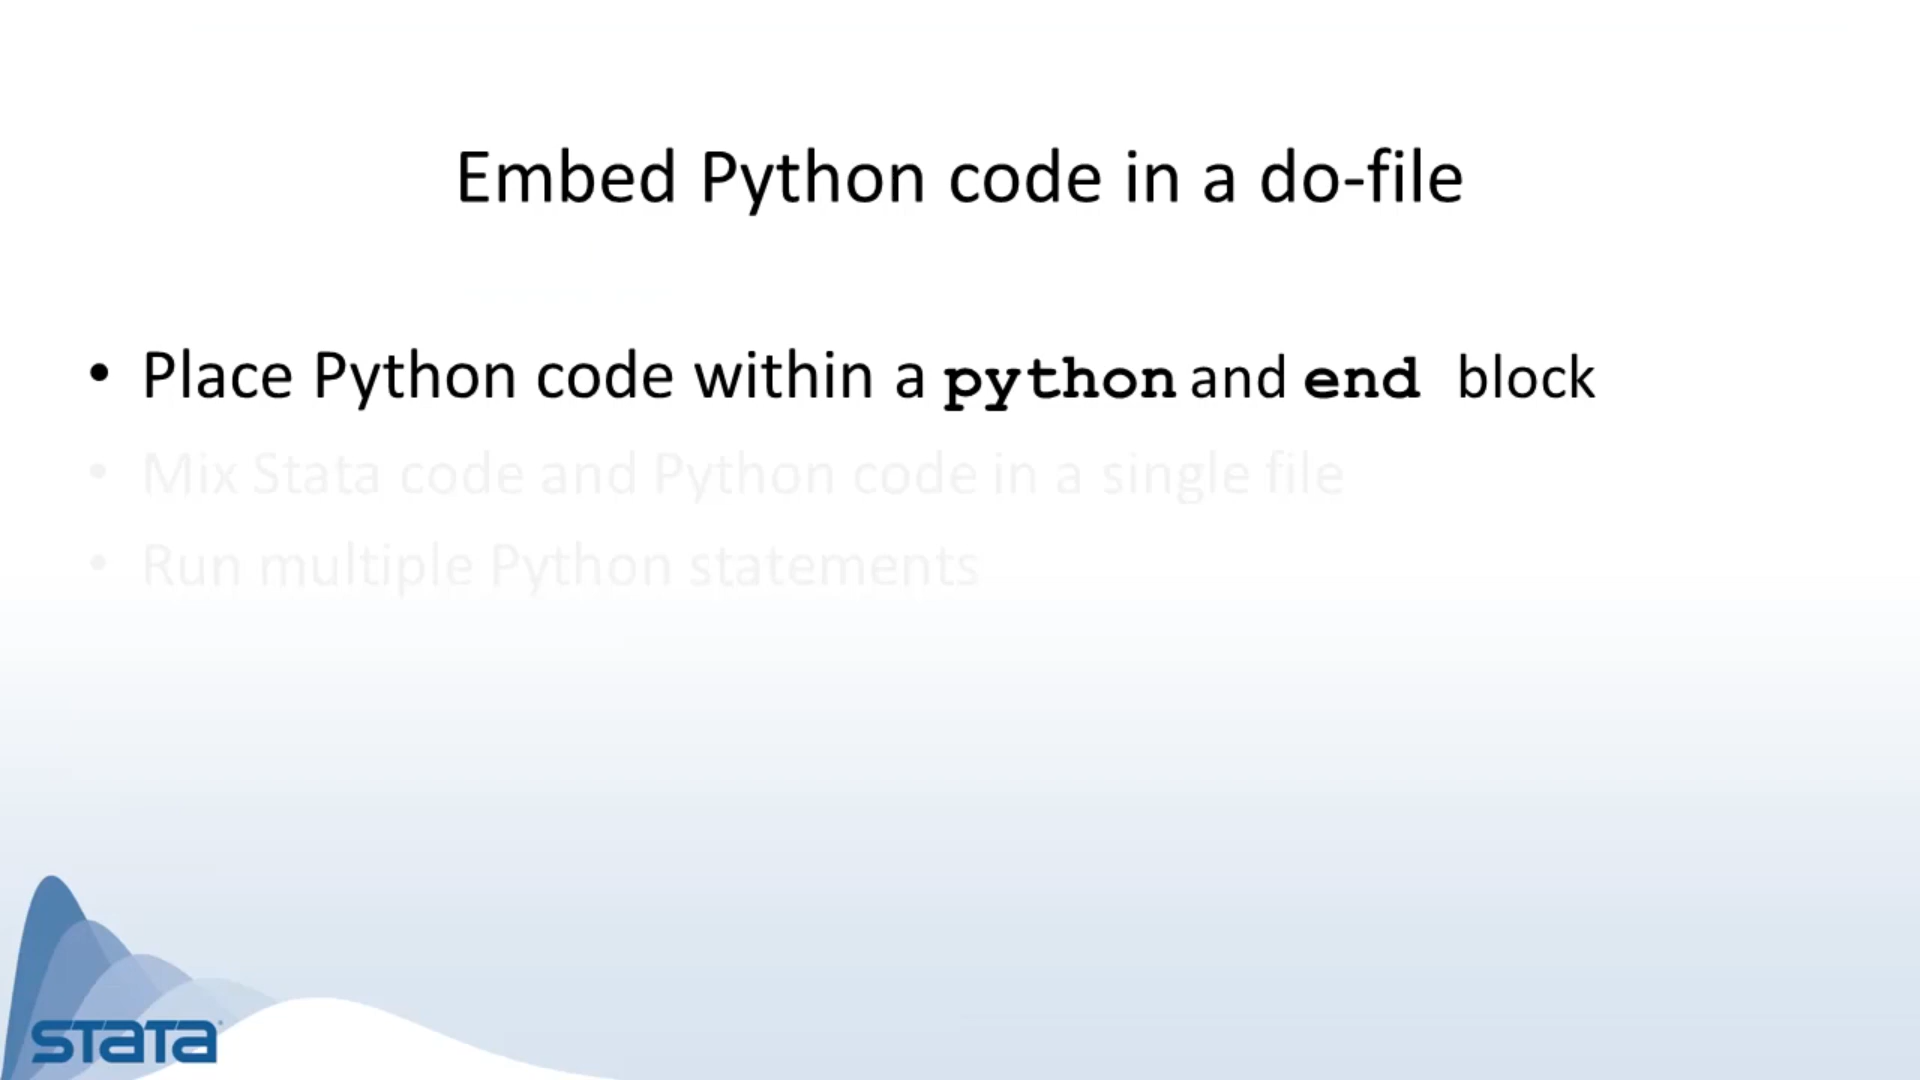 Embed Python code in a do-file
• Place Python code within a python and end block
• Mix Stata code and Python code in a single file
• Run multiple Python statements
stata